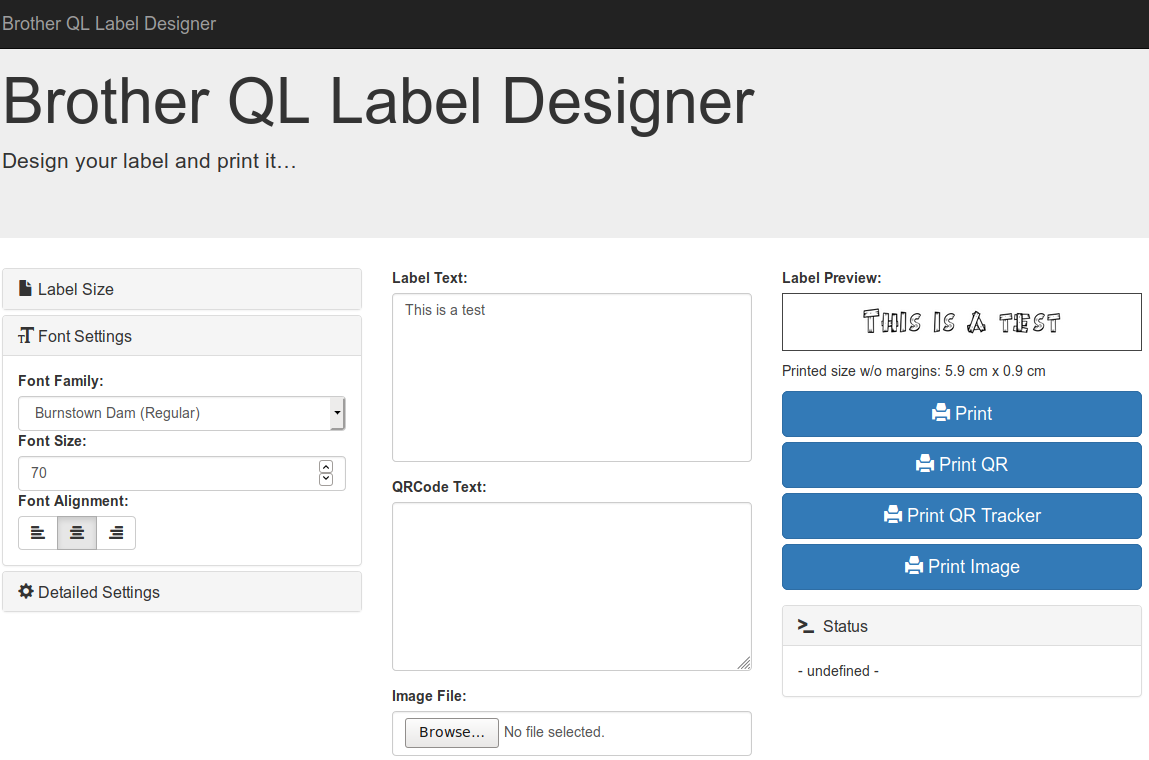 Brother QL Label Designer
Brother QL Label Designer
Design your label and print it...
Label Size
Font Settings
Font Family:
Burnstown Dam (Regular)
Font Size:
70
Font Alignment:
Detailed Settings
Label Text:
This is a test
QRCode Text:
Image File:
Browse... No file selected.
Label Preview:
This is a test
Printed size w/o margins: 5.9 cm x 0.9 cm
Print
Print QR
Print QR Tracker
Print Image
Status
- undefined -